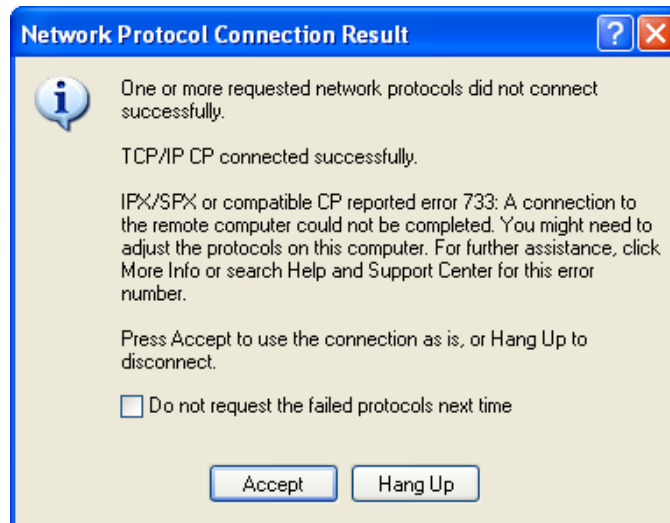 Network Protocol Connection Result
One or more requested network protocols did not connect
successfully.
TCP/IP CP connected successfully.
IPX/SPX or compatible CP reported error 733: A connection to
the remote computer could not be completed. You might need to
adjust the protocols on this computer. For further assistance, click
More Info or search Help and Support Center for this error
number.
Press Accept to use the connection as is, or Hang Up to
disconnect.
Do not request the failed protocols next time
Accept Hang Up